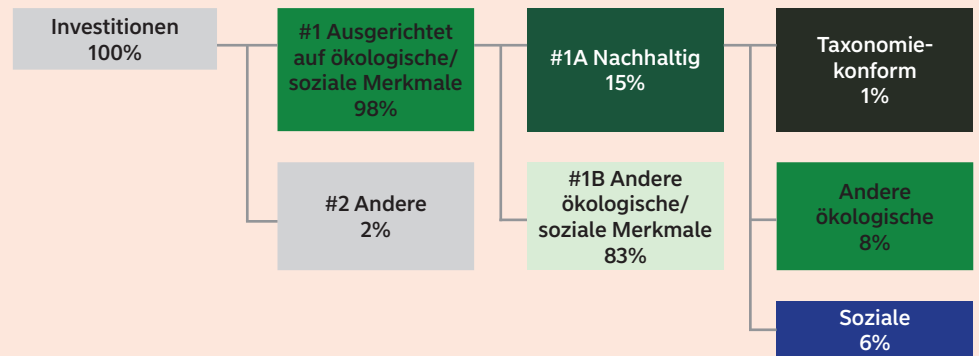 Investitionen
100%
#1 Ausgerichtet
auf ökologische/
soziale Merkmale
98%
#1A Nachhaltig
15%
Taxonomie-
konform
1%
#2 Andere
2%
#1B Andere
ökologische/
soziale Merkmale
83%
Andere
ökologische
8%
Soziale
6%